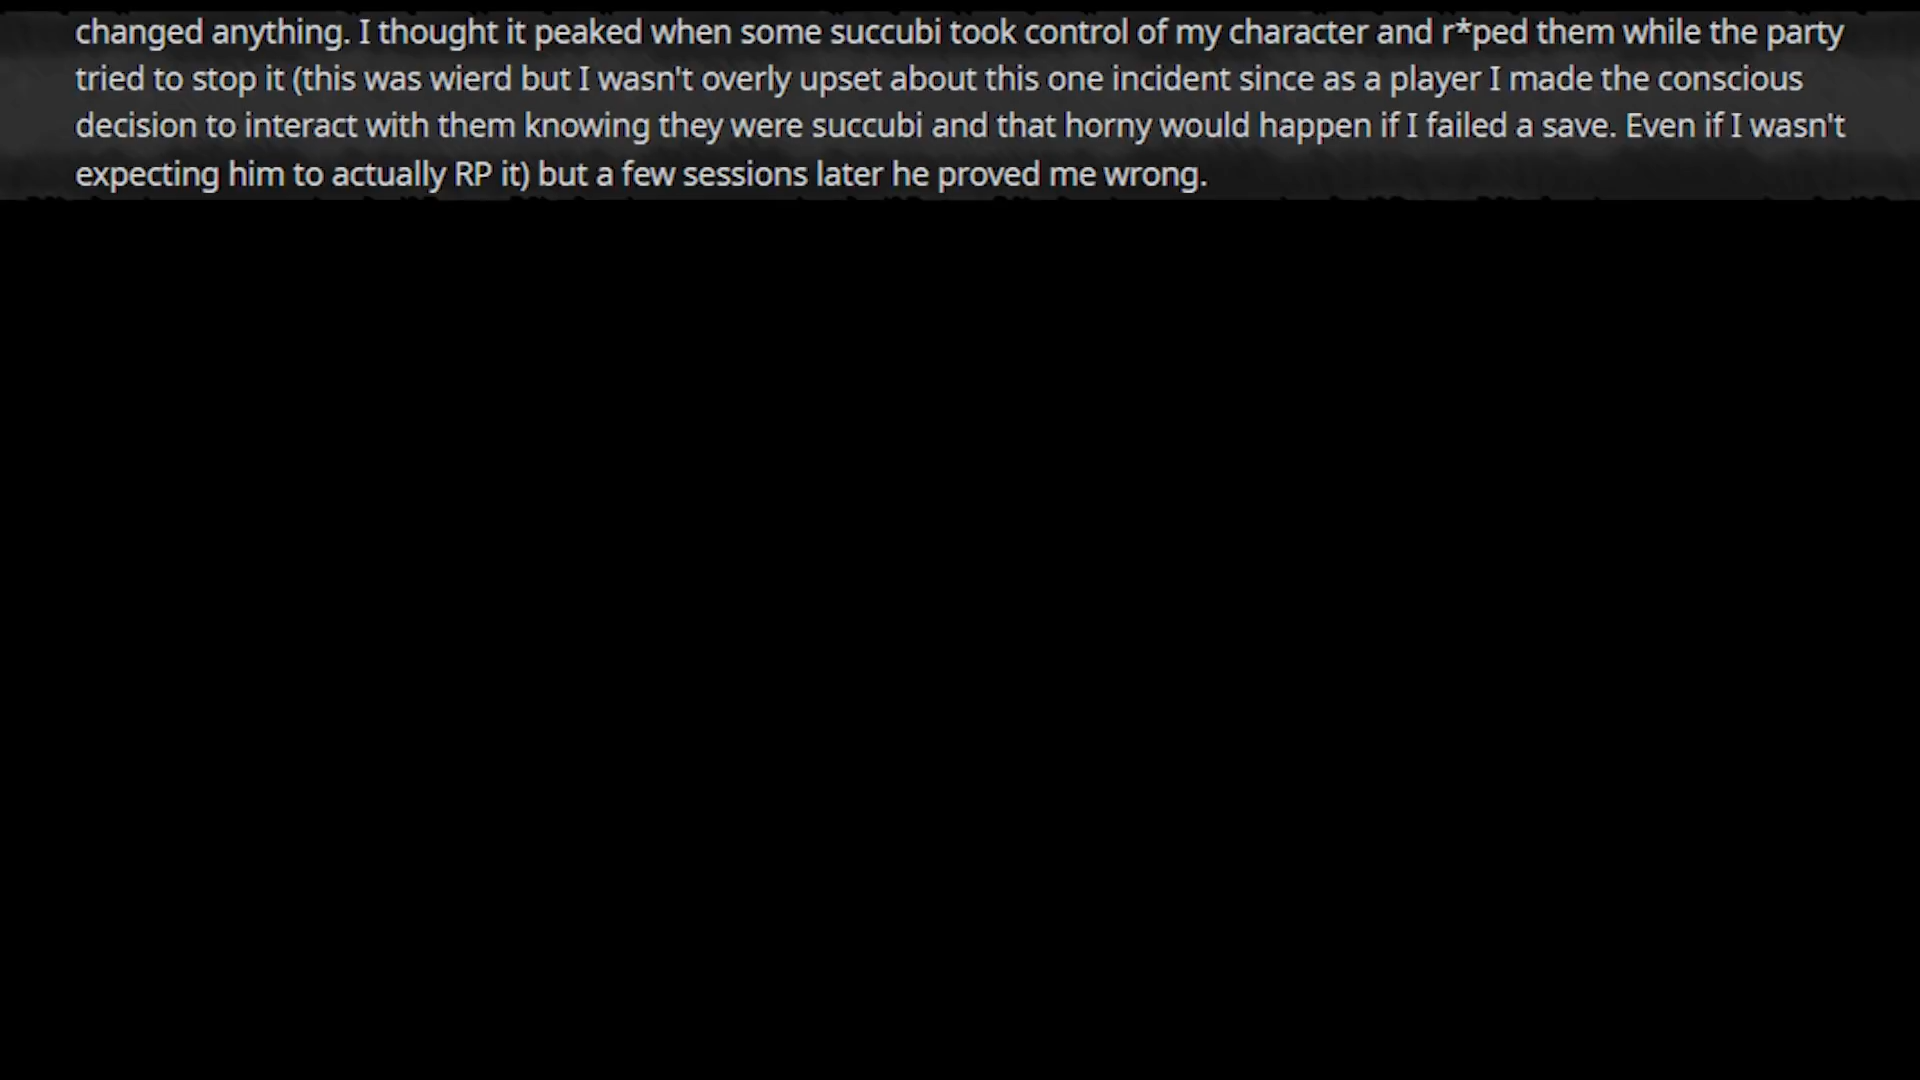 changed anything. I thought it peaked when some succubi took control of my character and r*ped them while the party
tried to stop it (this was wierd but I wasn't overly upset about this one incident since as a player I made the conscious
decision to interact with them knowing they were succubi and that horny would happen if I failed a save. Even if I wasn't
expecting him to actually RP it) but a few sessions later he proved me wrong.